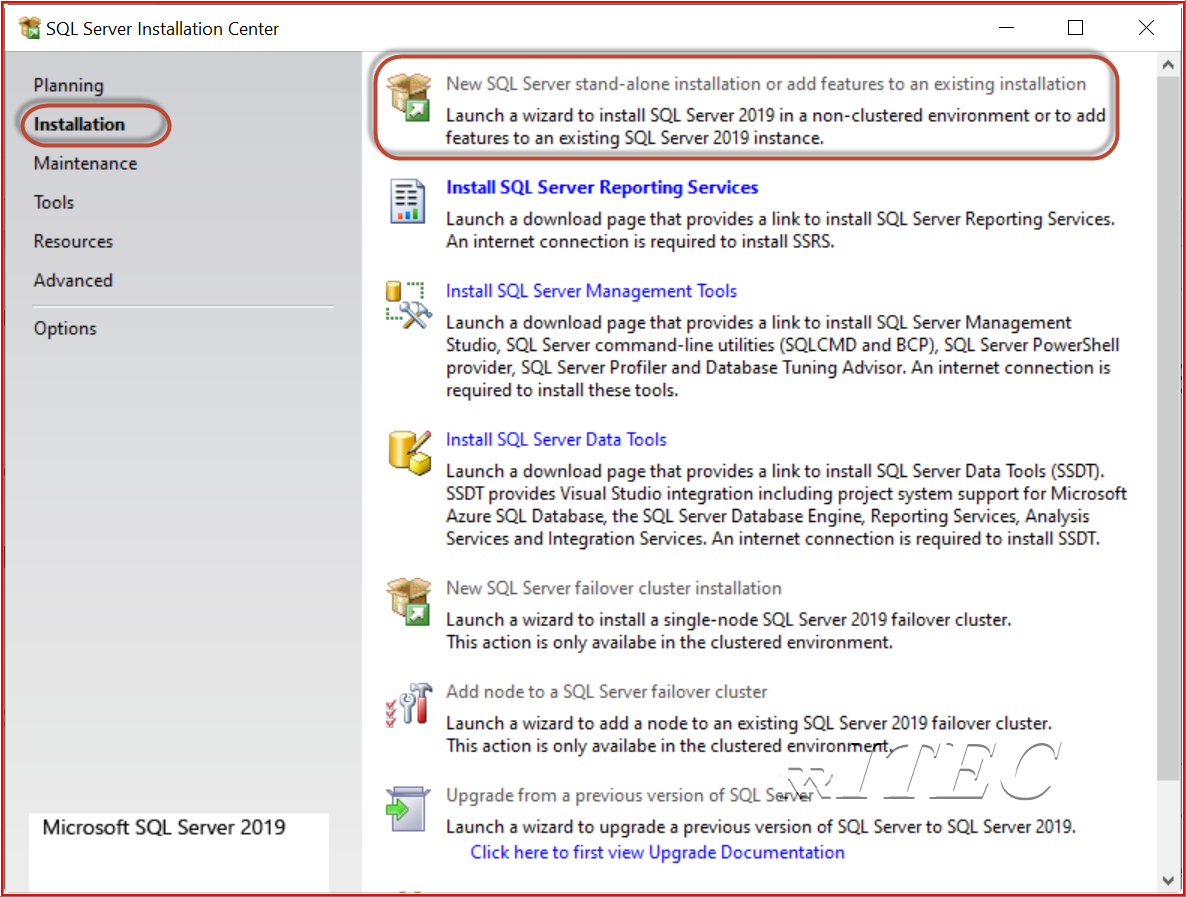 SQL Server Installation Center
Planning
Installation
Maintenance
Tools
Resources
Advanced
Options
Microsoft SQL Server 2019
New SQL Server stand-alone installation or add features to an existing installation
Launch a wizard to install SQL Server 2019 in a non-clustered environment or to add
features to an existing SQL Server 2019 instance.
Install SQL Server Reporting Services
Launch a download page that provides a link to install SQL Server Reporting Services.
An internet connection is required to install SSRS.
Install SQL Server Management Tools
Launch a download page that provides a link to install SQL Server Management
Studio, SQL Server command-line utilities (SQLCMD and BCP), SQL Server PowerShell
provider, SQL Server Profiler and Database Tuning Advisor. An internet connection is
required to install these tools.
Install SQL Server Data Tools
Launch a download page that provides a link to install SQL Server Data Tools (SSDT).
SSDT provides Visual Studio integration including project system support for Microsoft
Azure SQL Database, the SQL Server Database Engine, Reporting Services, Analysis
Services and Integration Services. An internet connection is required to install SSDT.
New SQL Server failover cluster installation
Launch a wizard to install a single-node SQL Server 2019 failover cluster.
This action is only availabe in the clustered environment.
Add node to a SQL Server failover cluster
Launch a wizard to add a node to an existing SQL Server 2019 failover cluster.
This action is only availabe in the clustered environment.
wITEC
Upgrade from a previous version of SQL Server
Launch a wizard to upgrade a previous version of SQL Server to SQL Server 2019.
Click here to first view Upgrade Documentation